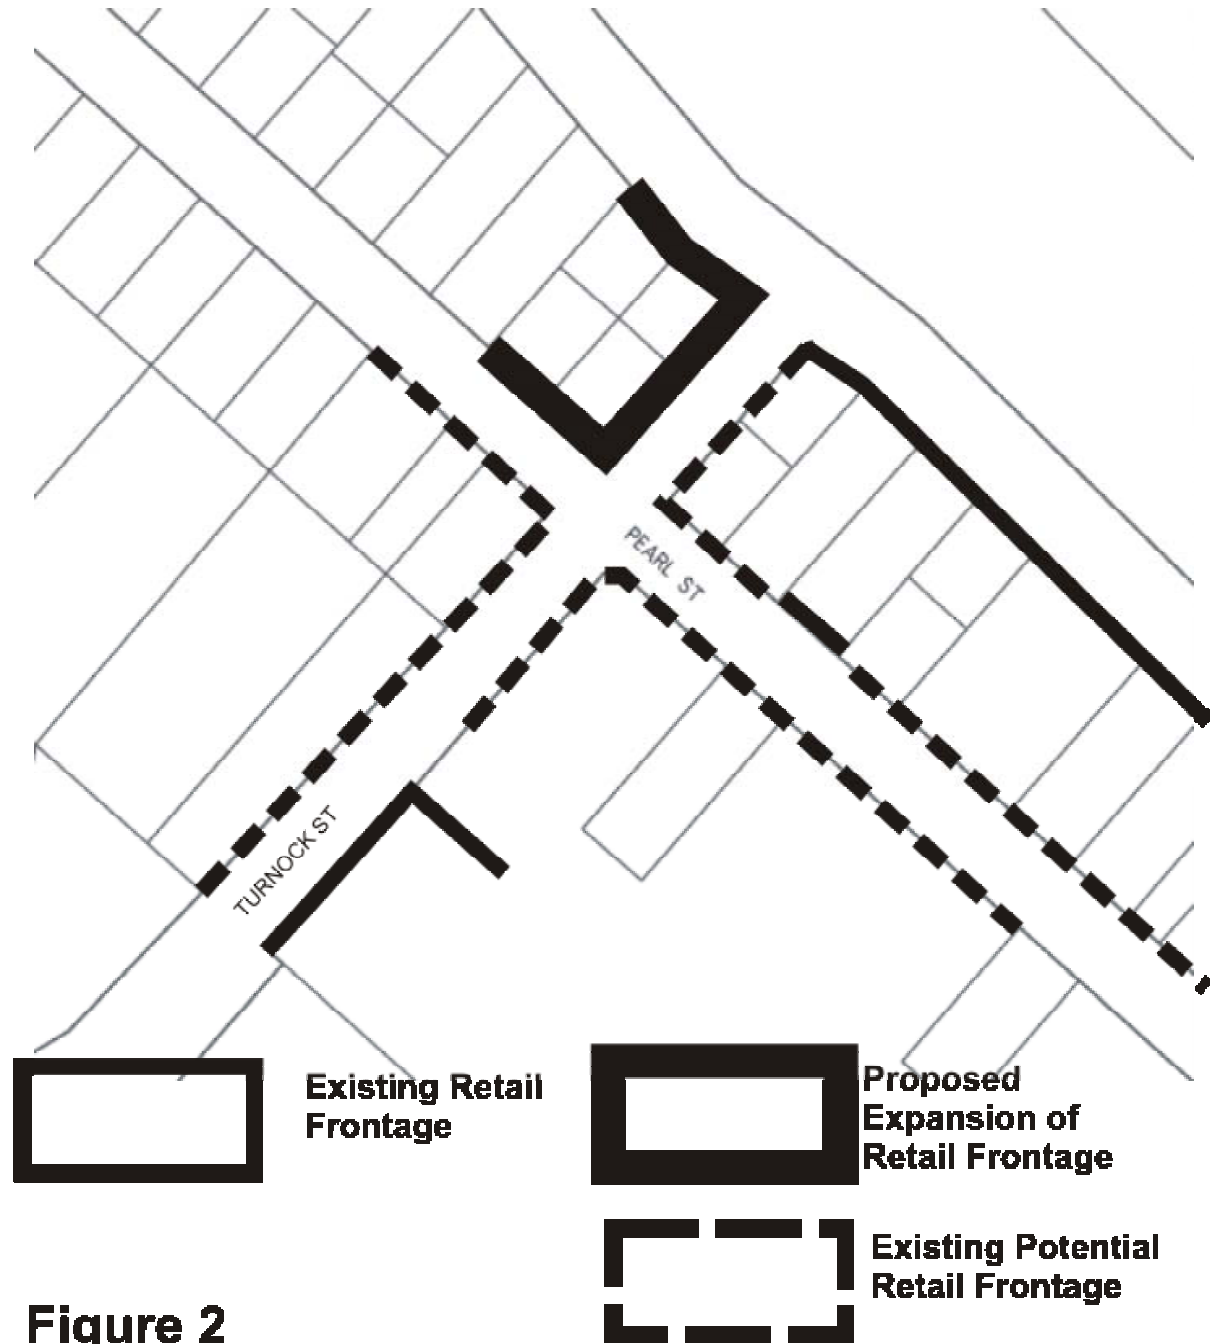 PEARL ST
TURNOCK ST
Existing Retail
Frontage
Proposed
Expansion of
Retail Frontage
Existing Potential
Retail Frontage
Figure 2